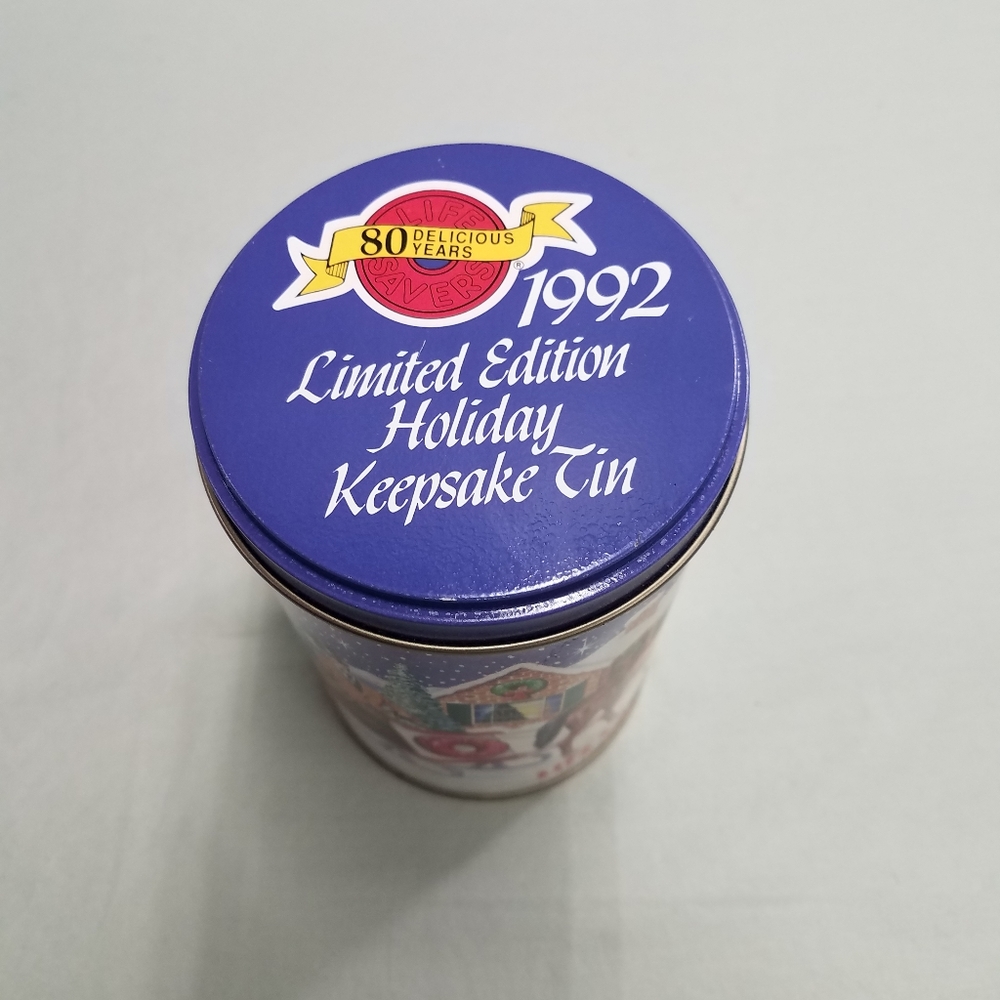 LIFE
80 DELICIOUS
YEARS
SAVERS
®
1992
Limited Edition
Holiday
Keepsake Tin